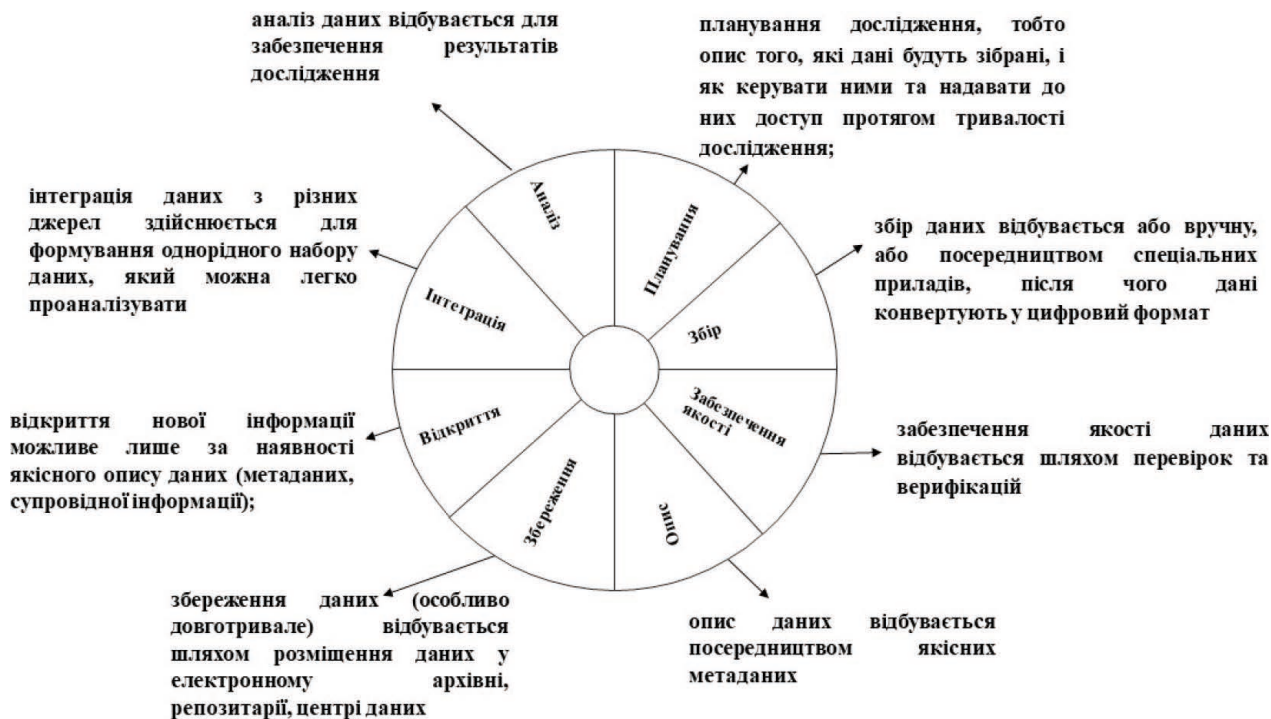 аналіз даних відбувається для
забезпечення результатів
дослідження
планування дослідження, тобто
опис того, які дані будуть зібрані, і
як керувати ними та надавати до
них доступ протягом тривалості
дослідження;
інтеграція даних з різних
джерел здійснюється для
формування однорідного набору
даних, який можна легко
проаналізувати
збір даних відбувається або вручну,
або посередництвом спеціальних
приладів, після чого дані
конвертують у цифровий формат
Аналіз
Планування
Інтеграція
Збір
Відкриття
Забезпечення
якості
Збереження
Опис
відкриття нової інформації
можливе лише за наявності
якісного опису даних (метаданих,
супровідної інформації);
забезпечення якості даних
відбувається шляхом перевірок та
верифікацій
збереження даних (особливо
довготривале) відбувається
шляхом розміщення даних у
електронному архівні,
репозитарії, центрі даних
опис даних відбувається
посередництвом якісних
метаданих